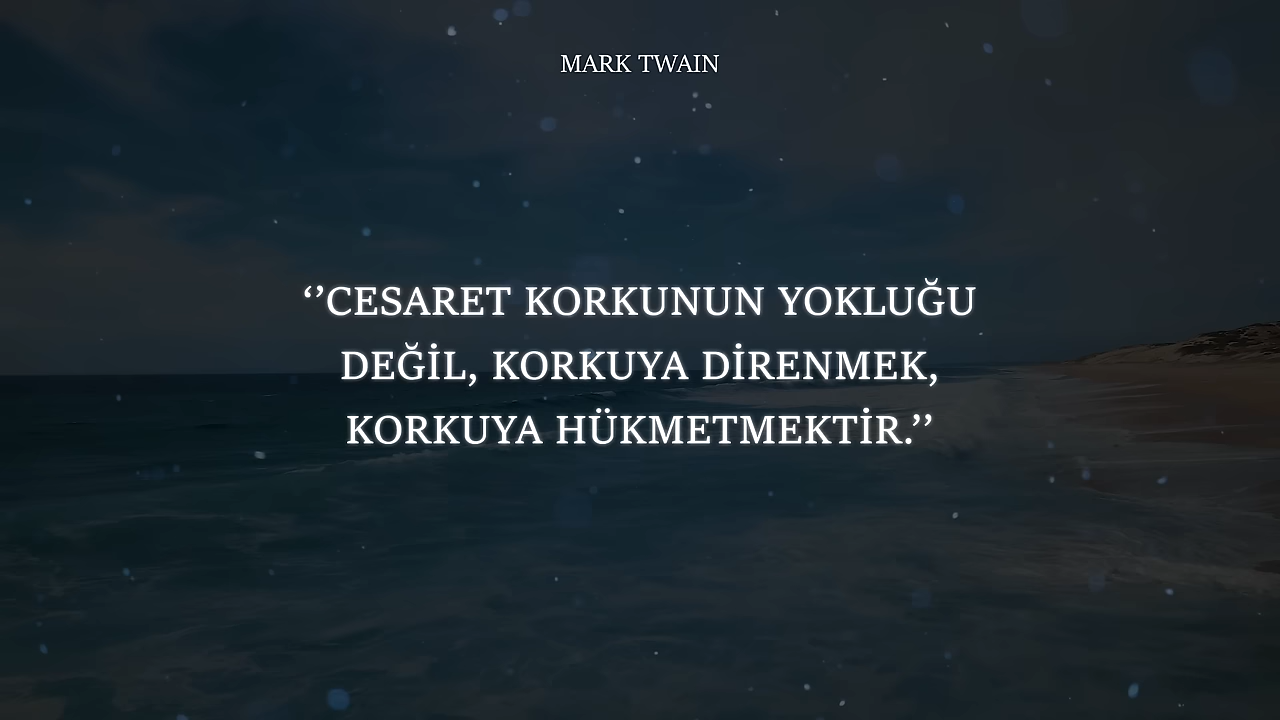 MARK TWAIN
‘’CESARET KORKUNUN YOKLUĞU
DEĞİL, KORKUYA DİRENMEK,
KORKUYA HÜKMETMEKTİR.’’